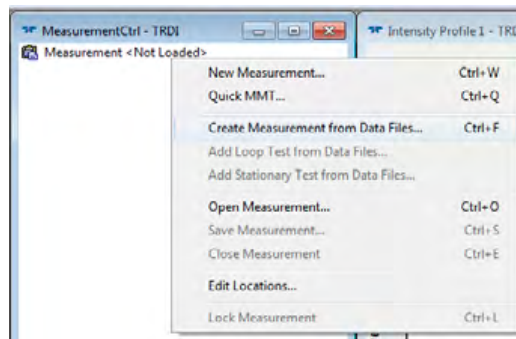 MeasurementCtrl - TRDI
Intensity Profile 1 - TRD
Measurement <Not Loaded>
New Measurement... Ctrl+W
Quick MMT... Ctrl+Q
Create Measurement from Data Files... Ctrl+F
Add Loop Test from Data Files...
Add Stationary Test from Data Files...
Open Measurement... Ctrl+O
Save Measurement... Ctrl+S
Close Measurement Ctrl+E
Edit Locations...
Lock Measurement Ctrl+L